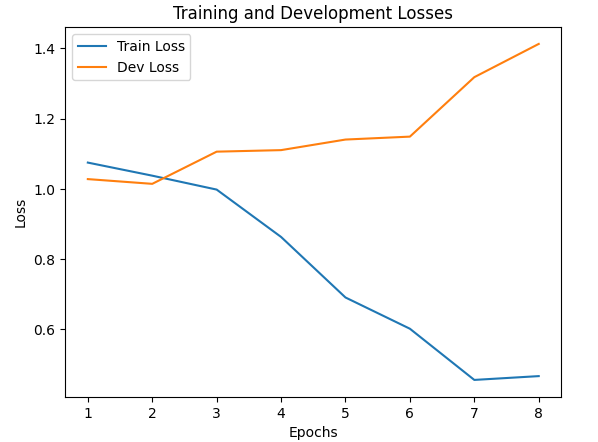 Training and Development Losses
Train Loss
Dev Loss
1.4
1.2
1.0
0.8
0.6
Loss
1 2 3 4 5 6 7 8
Epochs